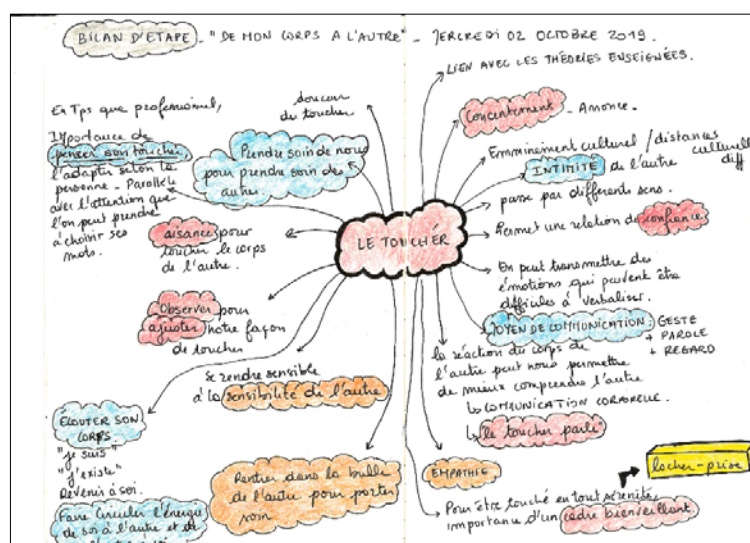 BILAN D'ETAPE - "DE MON CORPS A L'AUTRE" - MERCREDI 02 OCTOBRE 2019.
LE TOUCHER
LIEN AVEC LES THÉORIES ENSEIGNÉES.
Consentement - Annonce.
Emminement culturel / distances
culturelle
diff
INTIMITÉ de l'autre
passe par différents sens.
Permet une relation de confiance
On peut transmettre des
émotions qui peuvent être
difficiles à verbaliser.
MOYEN DE COMMUNICATION : GESTE
+ PAROLE
+ REGARD
la réaction du corps de
l'autre peut nous permettre
de mieux comprendre l'autre
↳ COMMUNICATION CORPORELLE.
↳ "le toucher parle"
EMPATHIE
lâcher-prise
Pour être touché en tout sérénité
importance d'un cadre bienveillant.
douceur
du toucher
En Tps que professionnel,
Importance de
penser son toucher,
l'adapter selon la
personne - Parallèle
avec l'attention que
l'on peut prendre
à choisir ses
mots.
Prendre soin de nous
pour prendre soin des
autres.
aisance pour
toucher le corps
de l'autre.
Observer pour
ajuster notre façon
de toucher
Se rendre sensible
à la sensibilité de l'autre
ÉCOUTER SON
CORPS
"je suis"
"j'existe"
Revenir à soi.
Faire circuler l'énergie
de soi à l'autre et de
Rentrer dans la bulle
de l'autre pour porter
soin